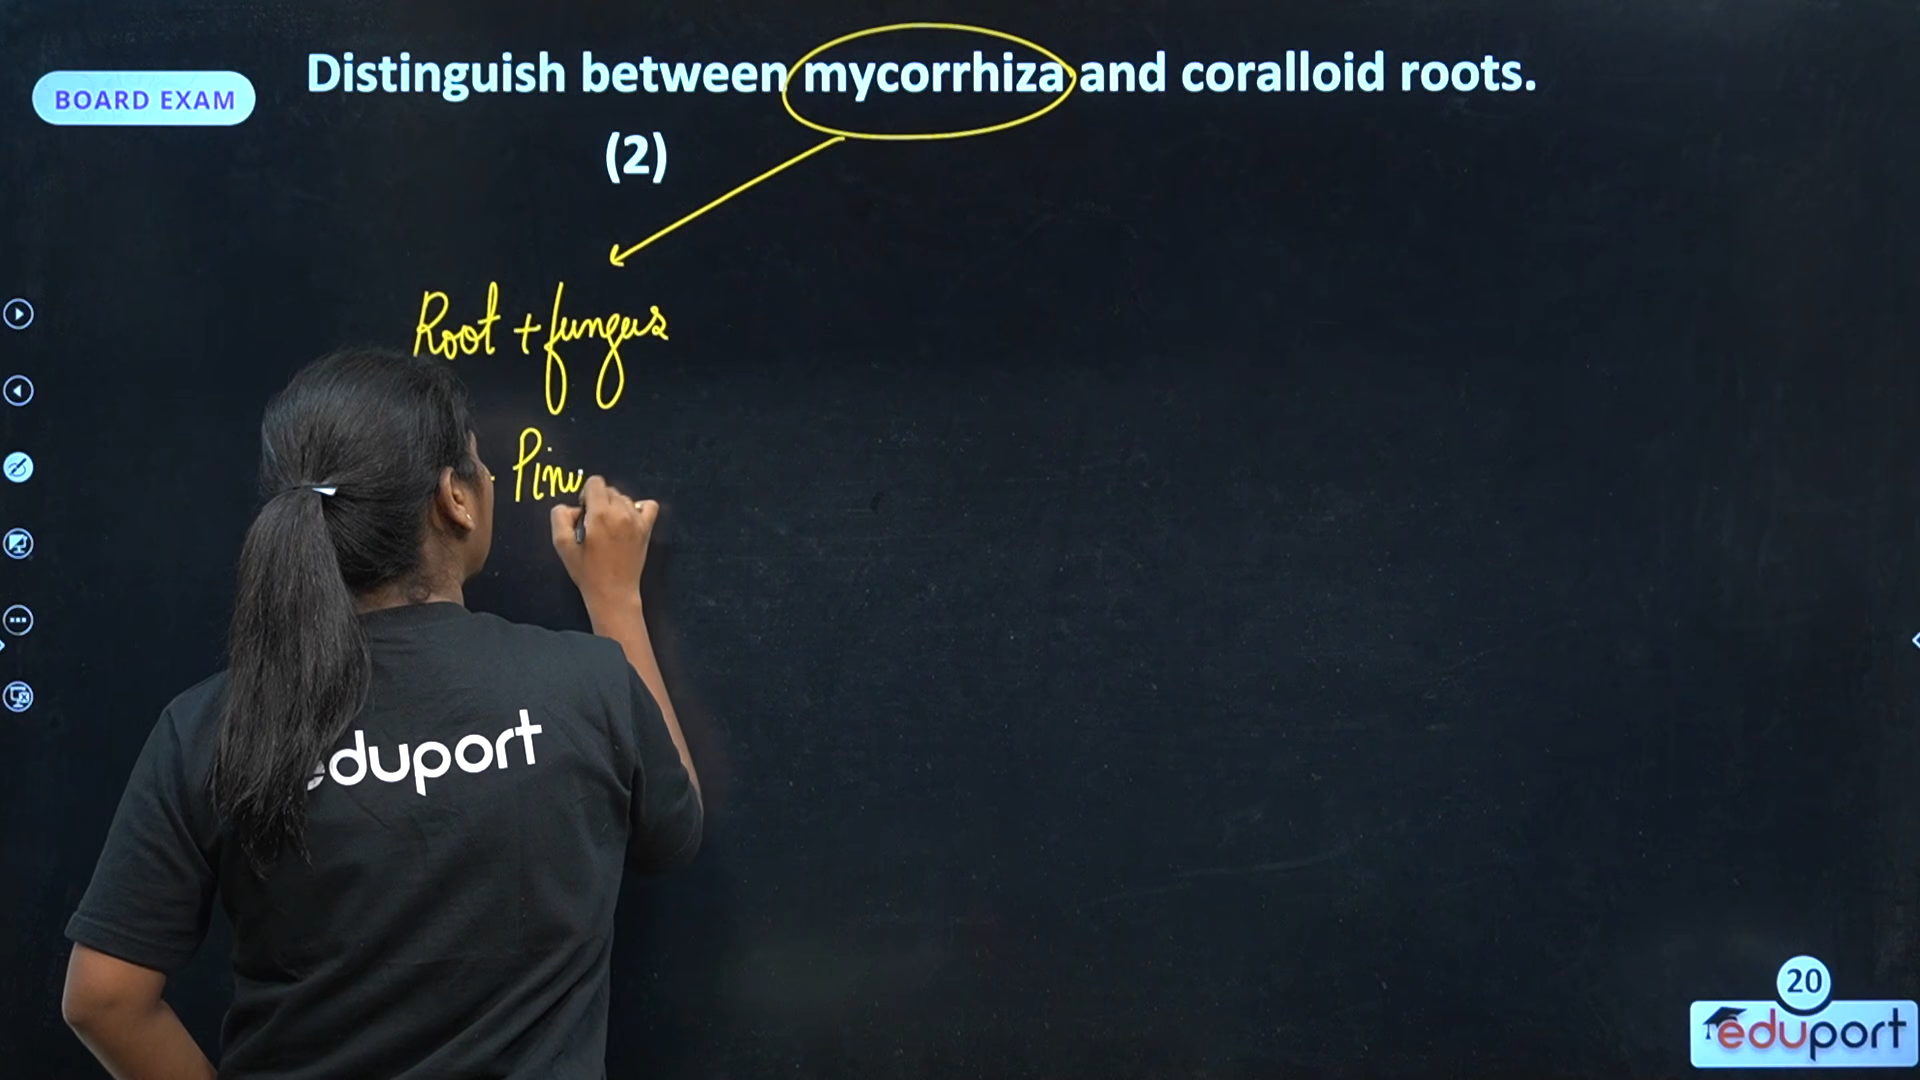 BOARD EXAM
Distinguish between mycorrhiza and coralloid roots.
(2)
Root + fungus
Pinu
eduport
20
eduport